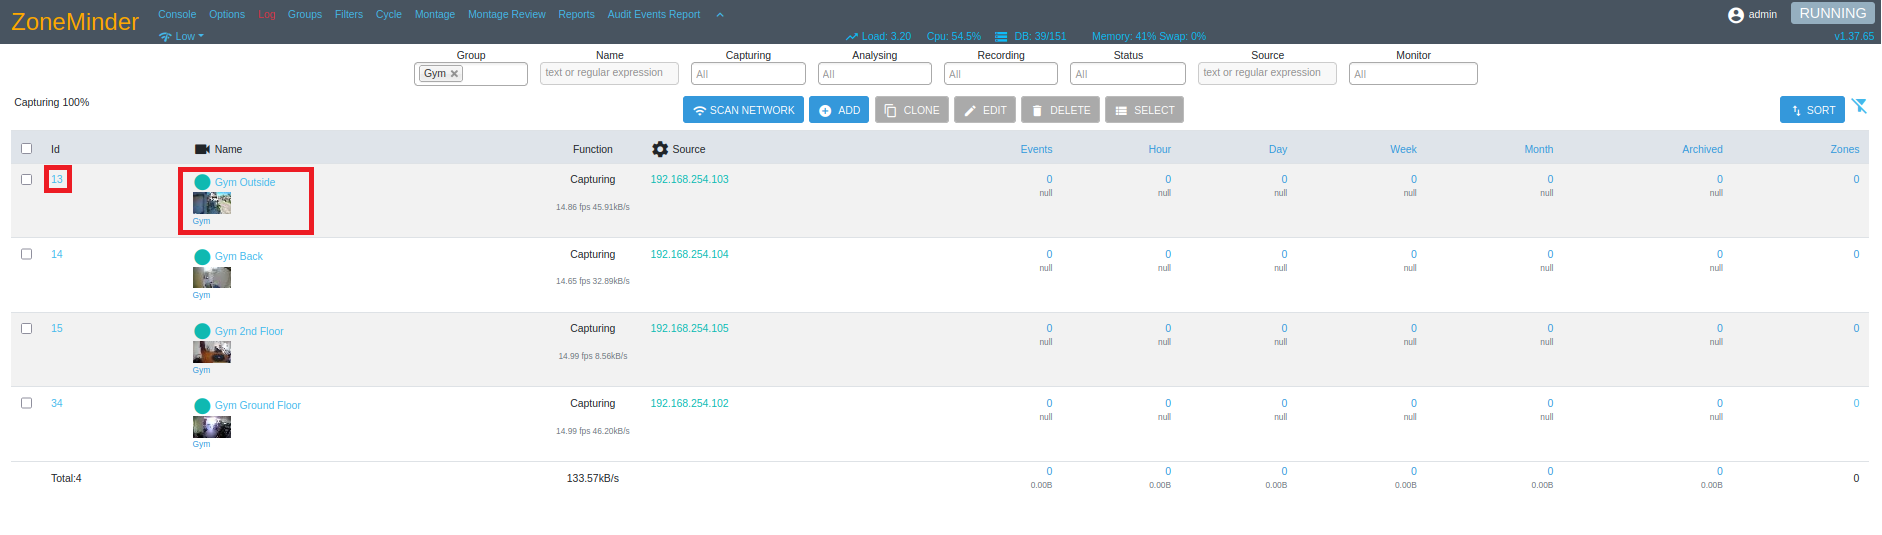 ZoneMinder Console Options Log Groups Filters Cycle Montage Montage Review Reports Audit Events Report admin RUNNING
Low Load: 3.20 Cpu: 54.5% DB: 39/151 Memory: 41% Swap: 0% v1.37.65
Group Name Capturing Analysing Recording Status Source Monitor
Gym text or regular expression All All All All text or regular expression All
Capturing 100% SCAN NETWORK ADD CLONE EDIT DELETE SELECT SORT
Id Name Function Source Events Hour Day Week Month Archived Zones
13 Gym Outside Capturing 192.168.254.103 0 0 0 0 0 0 0
null null null null null null
14.86 fps 45.91kB/s
Gym
14 Gym Back Capturing 192.168.254.104 0 0 0 0 0 0 0
null null null null null null
14.65 fps 32.89kB/s
Gym
15 Gym 2nd Floor Capturing 192.168.254.105 0 0 0 0 0 0 0
null null null null null null
14.99 fps 8.56kB/s
Gym
34 Gym Ground Floor Capturing 192.168.254.102 0 0 0 0 0 0 0
null null null null null null
14.99 fps 46.20kB/s
Gym
Total:4 133.57kB/s 0 0 0 0 0 0 0
0.00B 0.00B 0.00B 0.00B 0.00B 0.00B